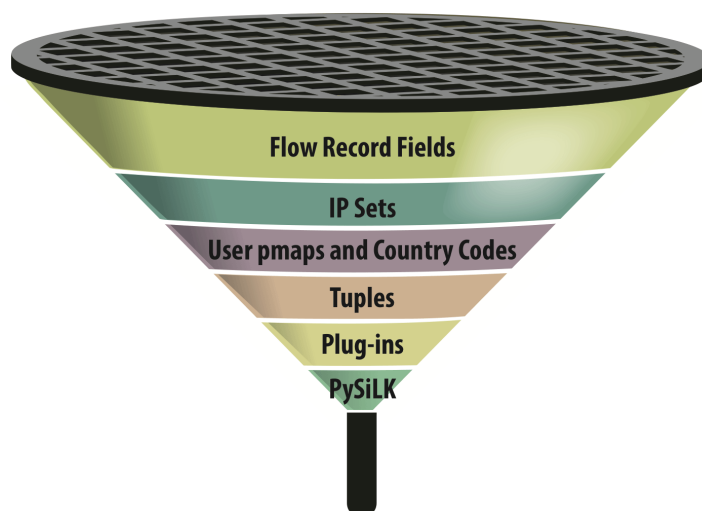 Flow Record Fields
IP Sets
User pmaps and Country Codes
Tuples
Plug-ins
PySiLK